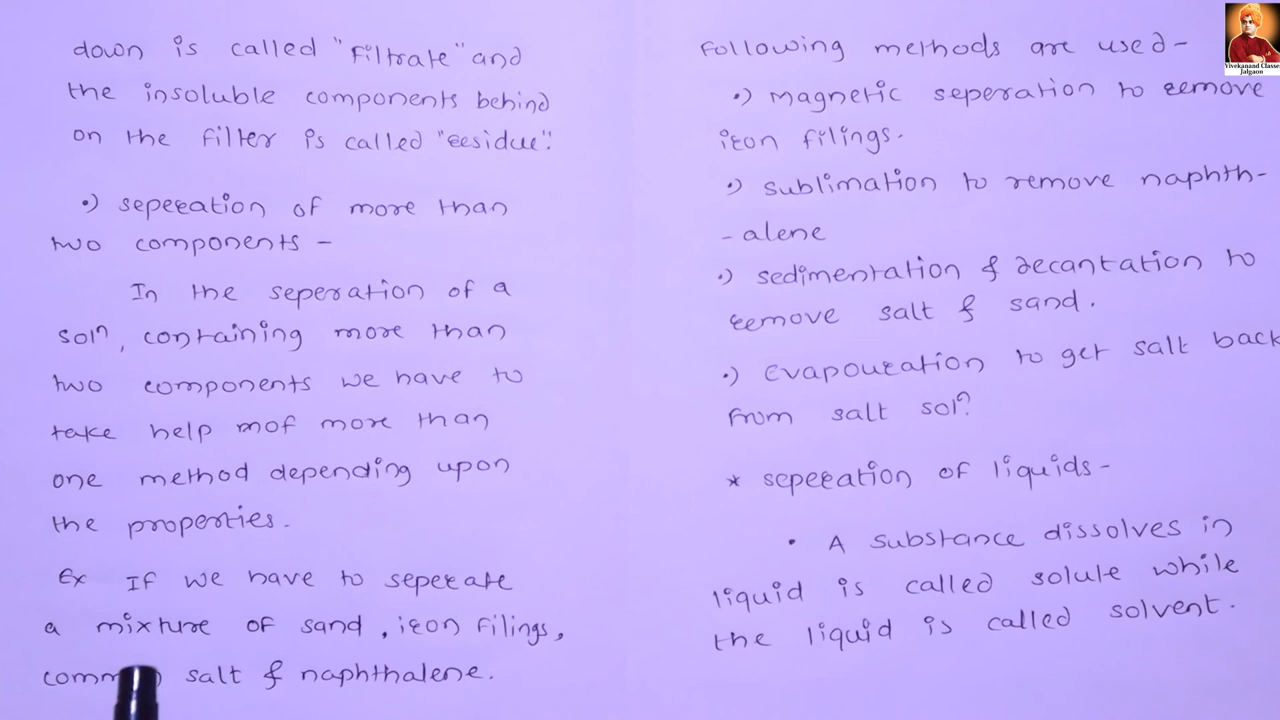 down is called "filtrate" and
the insoluble components behind
on the filter is called "residue".
•) seperation of more than
two components -
In the seperation of a
solⁿ, containing more than
two components we have to
take help mof more than
one method depending upon
the properties.
Ex If we have to seperate
a mixture of sand, iron filings,
salt & naphthalene.
Following methods are used -
•) Magnetic seperation to remove
iron filings.
•) sublimation to remove naphth-
- alene
•) sedimentation & decantation to
remove salt & sand.
•) evapouration to get salt back
from salt solⁿ.
* seperation of liquids -
• A substance dissolves in
liquid is called solute while
the liquid is called solvent.
Vivekanand Classes
Jalgaon